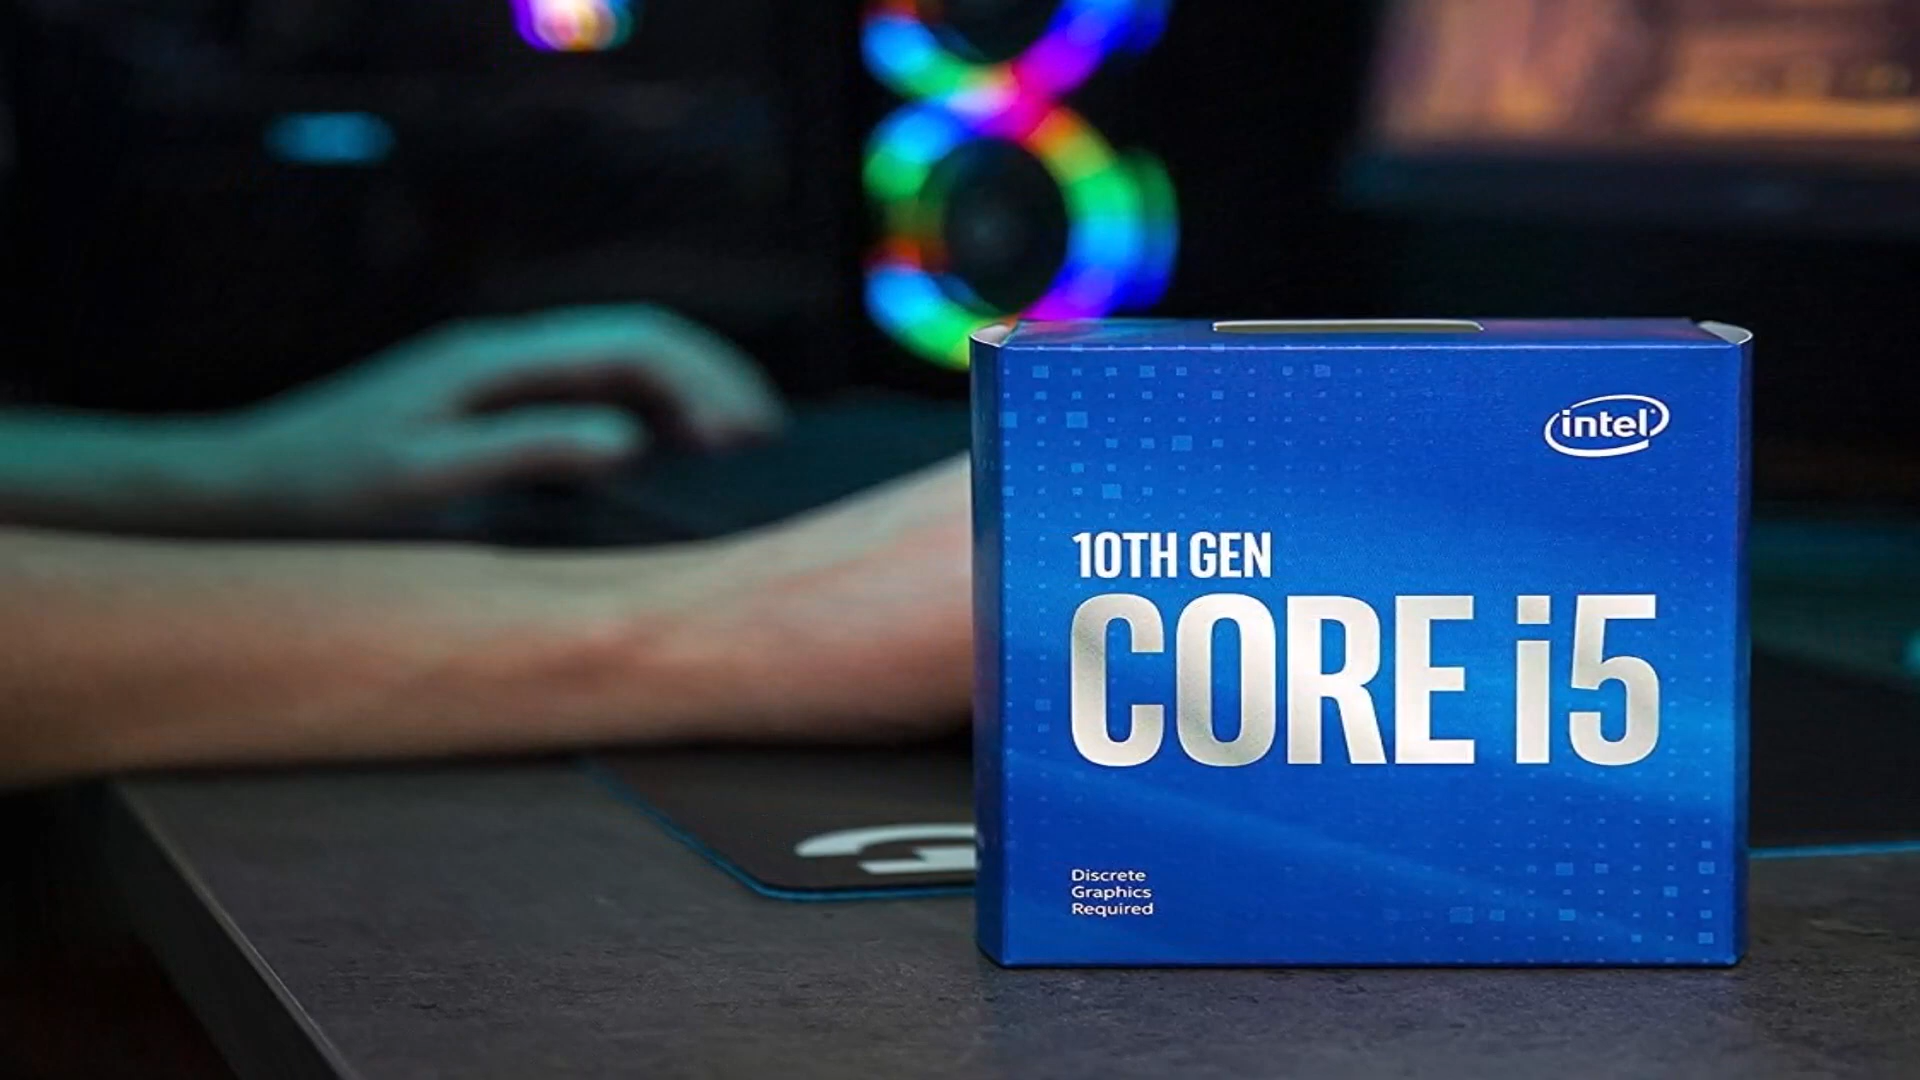 intel
10TH GEN
CORE i5
Discrete
Graphics
Required